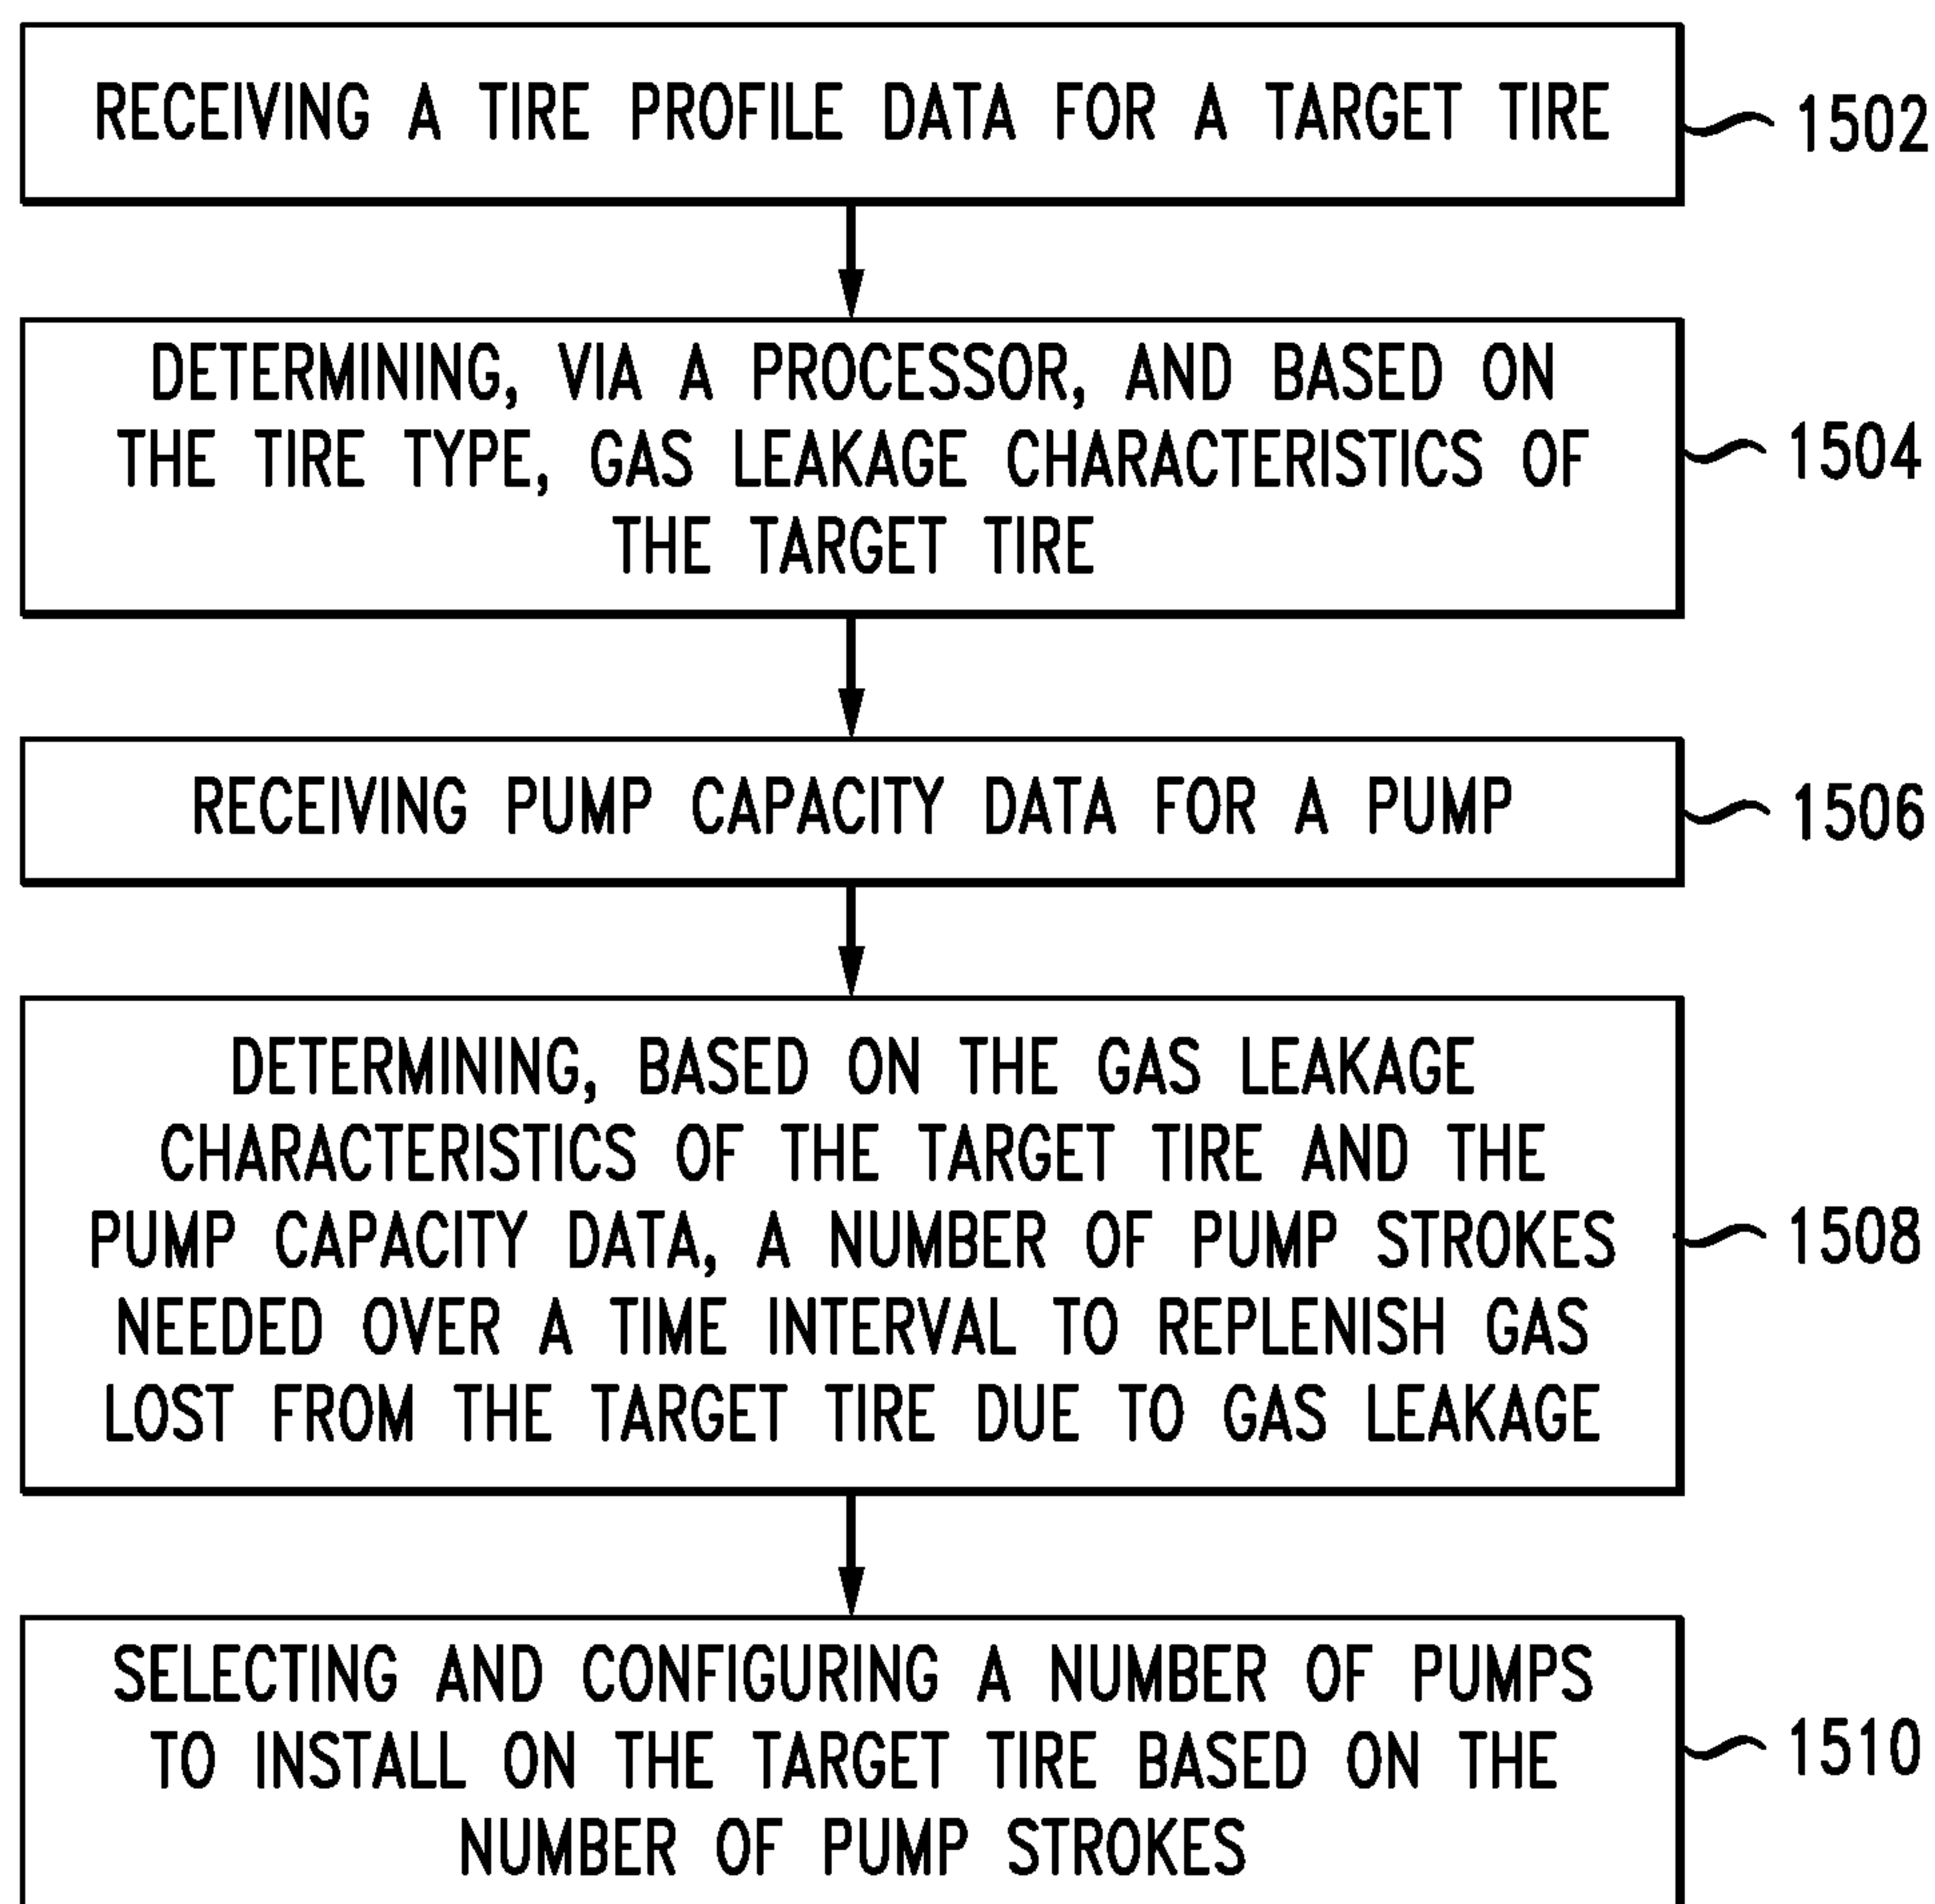 RECEIVING A TIRE PROFILE DATA FOR A TARGET TIRE
1502
DETERMINING, VIA A PROCESSOR, AND BASED ON
THE TIRE TYPE, GAS LEAKAGE CHARACTERISTICS OF
THE TARGET TIRE
1504
RECEIVING PUMP CAPACITY DATA FOR A PUMP
1506
DETERMINING, BASED ON THE GAS LEAKAGE
CHARACTERISTICS OF THE TARGET TIRE AND THE
PUMP CAPACITY DATA, A NUMBER OF PUMP STROKES
NEEDED OVER A TIME INTERVAL TO REPLENISH GAS
LOST FROM THE TARGET TIRE DUE TO GAS LEAKAGE
1508
SELECTING AND CONFIGURING A NUMBER OF PUMPS
TO INSTALL ON THE TARGET TIRE BASED ON THE
NUMBER OF PUMP STROKES
1510